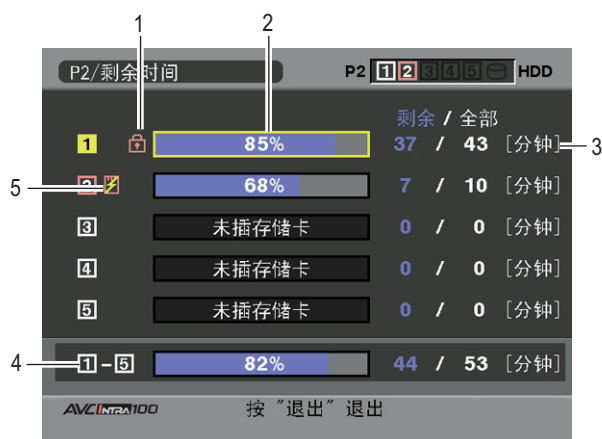 1 2
P2/剩余时间 P2 1 2 3 4 5 HDD
剩余 / 全部
1 85% 37 / 43 [分钟] 3
5 2 68% 7 / 10 [分钟]
3 未插存储卡 0 / 0 [分钟]
4 未插存储卡 0 / 0 [分钟]
5 未插存储卡 0 / 0 [分钟]
4 1-5 82% 44 / 53 [分钟]
AVC INTRA 100 按 "退出" 退出